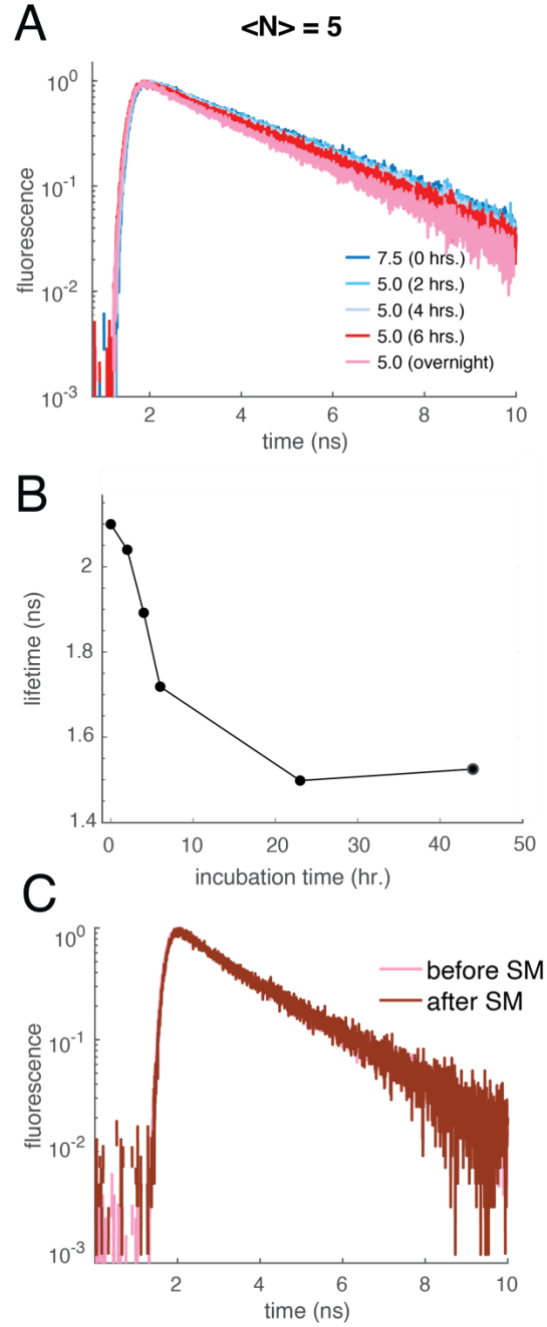 A
<N> = 5
10^0
10^-1
10^-2
10^-3
fluorescence
7.5 (0 hrs.)
5.0 (2 hrs.)
5.0 (4 hrs.)
5.0 (6 hrs.)
5.0 (overnight)
2
4
6
8
10
time (ns)
B
2
1.8
1.6
1.4
lifetime (ns)
0
10
20
30
40
50
incubation time (hr.)
C
10^0
10^-1
10^-2
10^-3
fluorescence
before SM
after SM
2
4
6
8
10
time (ns)